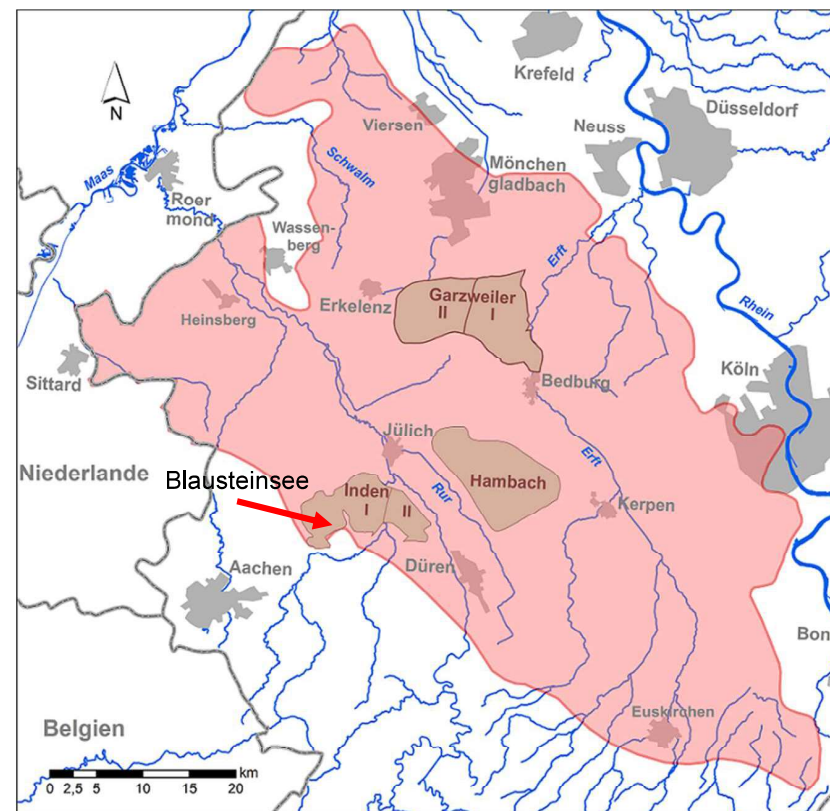 Krefeld
Düsseldorf
Neuss
Viersen
Mönchen
gladbach
N
Maas
Schwalm
Roer
mond
Wassen-
berg
Erft
Rhein
Garzweiler
II I
Erkelenz
Heinsberg
Sittard
Bedburg
Köln
Jülich
Niederlande
Blausteinsee
Inden
I II
Rur
Hambach
Erft
Kerpen
Aachen
Düren
Bon
Euskirchen
Belgien
km
0 2,5 5 10 15 20